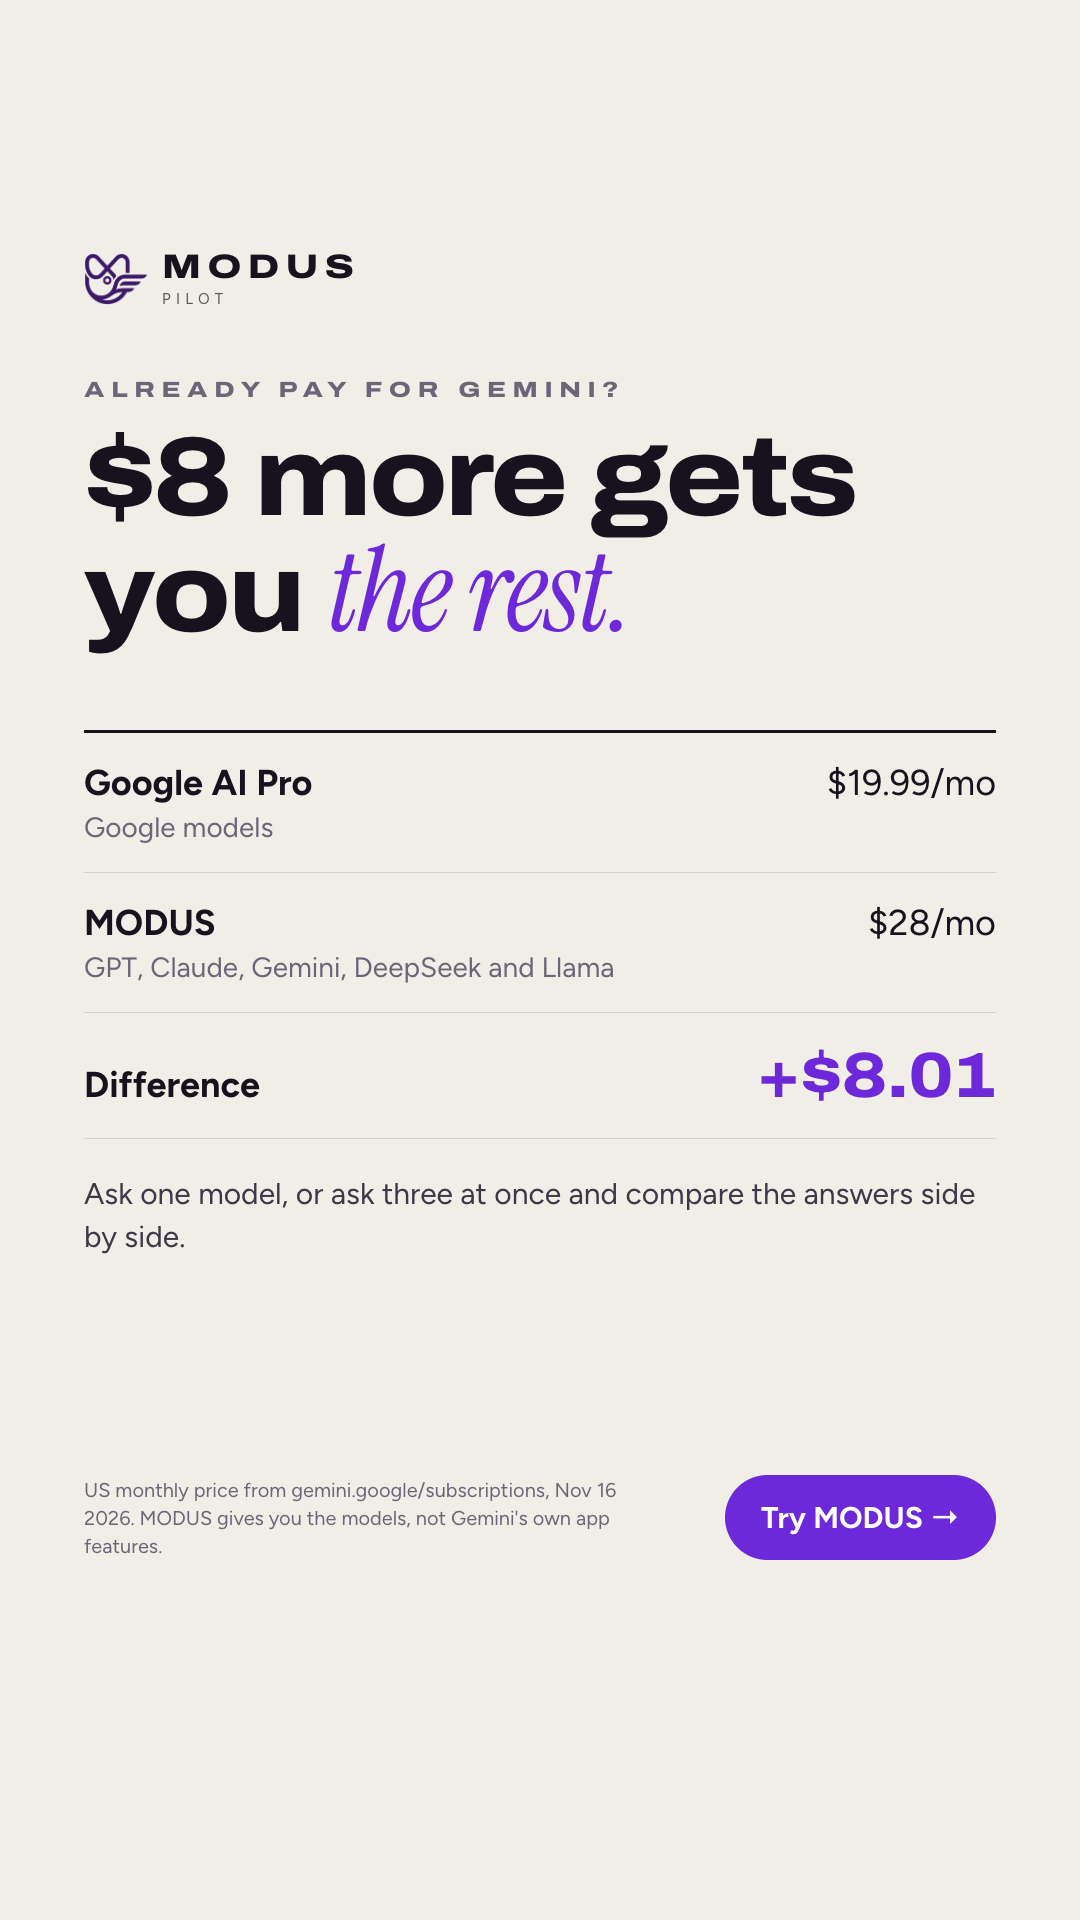 MODUS
PILOT
ALREADY PAY FOR GEMINI?
$8 more gets
you the rest.
Google AI Pro
$19.99/mo
Google models
MODUS
$28/mo
GPT, Claude, Gemini, DeepSeek and Llama
Difference
+$8.01
Ask one model, or ask three at once and compare the answers side
by side.
US monthly price from gemini.google/subscriptions, Nov 16
2026. MODUS gives you the models, not Gemini's own app
features.
Try MODUS →